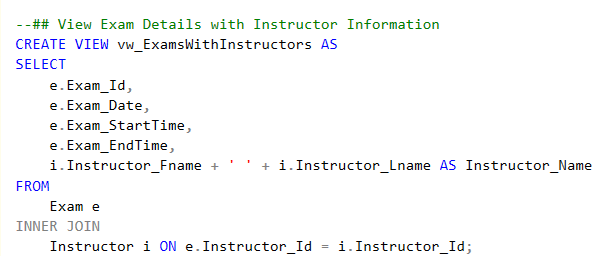 --## View Exam Details with Instructor Information
CREATE VIEW vw_ExamsWithInstructors AS
SELECT
    e.Exam_Id,
    e.Exam_Date,
    e.Exam_StartTime,
    e.Exam_EndTime,
    i.Instructor_Fname + ' ' + i.Instructor_Lname AS Instructor_Name
FROM
    Exam e
INNER JOIN
    Instructor i ON e.Instructor_Id = i.Instructor_Id;